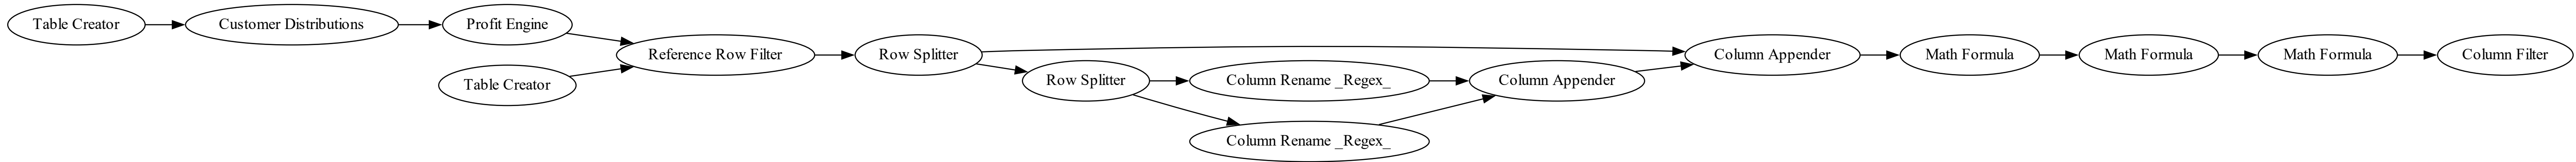 Table Creator
Customer Distributions
Profit Engine
Table Creator
Reference Row Filter
Row Splitter
Row Splitter
Column Rename _Regex_
Column Rename _Regex_
Column Appender
Column Appender
Math Formula
Math Formula
Math Formula
Column Filter